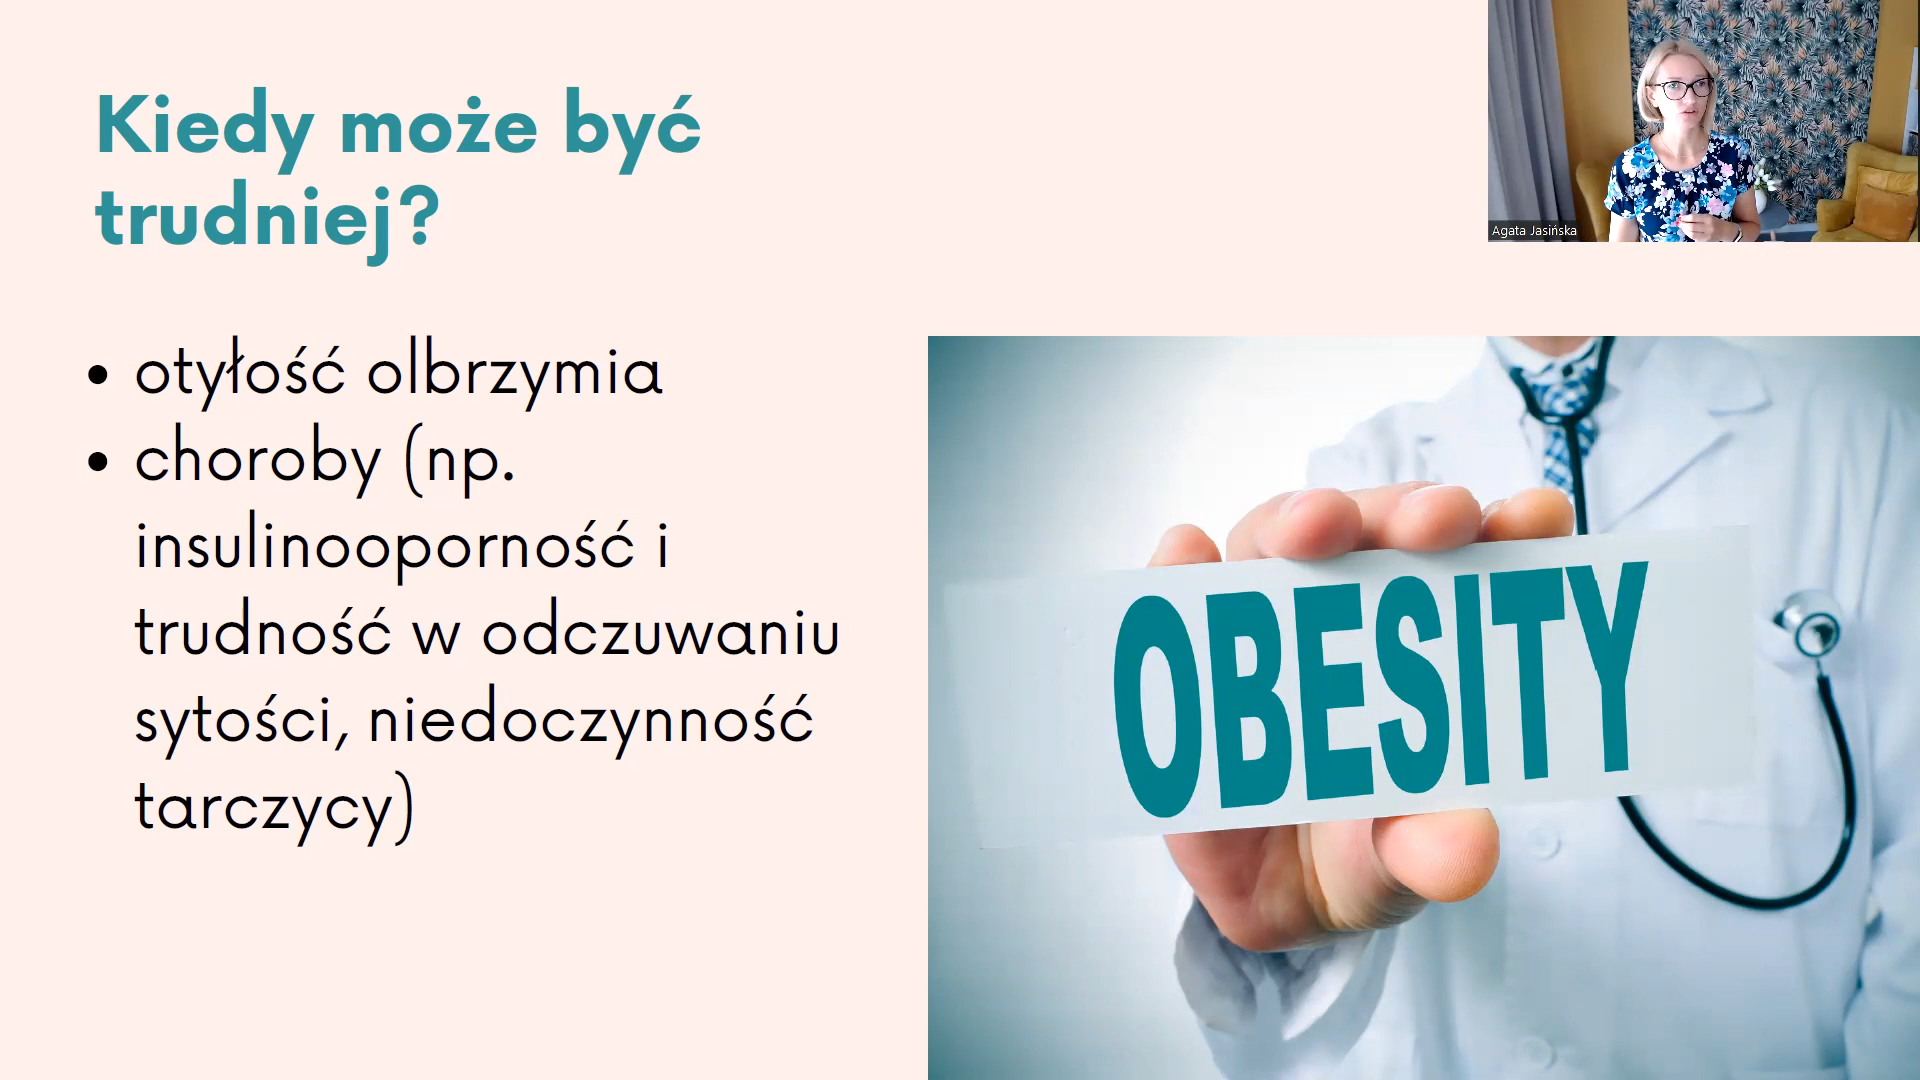 Kiedy może być
trudniej?
• otyłość olbrzymia
• choroby (np.
insulinooporność i
trudność w odczuwaniu
sytości, niedoczynność
tarczycy)
Agata Jasińska
OBESITY